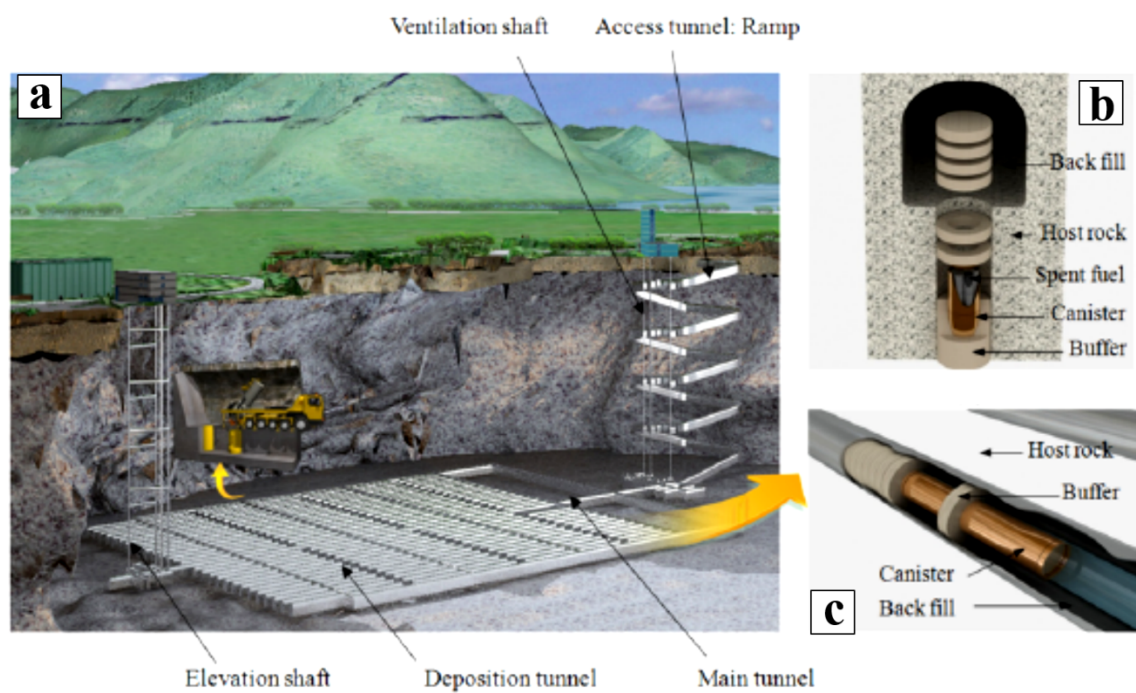 Ventilation shaft
Access tunnel: Ramp
a
Elevation shaft
Deposition tunnel
Main tunnel
b
Back fill
Host rock
Spent fuel
Canister
Buffer
Host rock
Buffer
Canister
Back fill
c